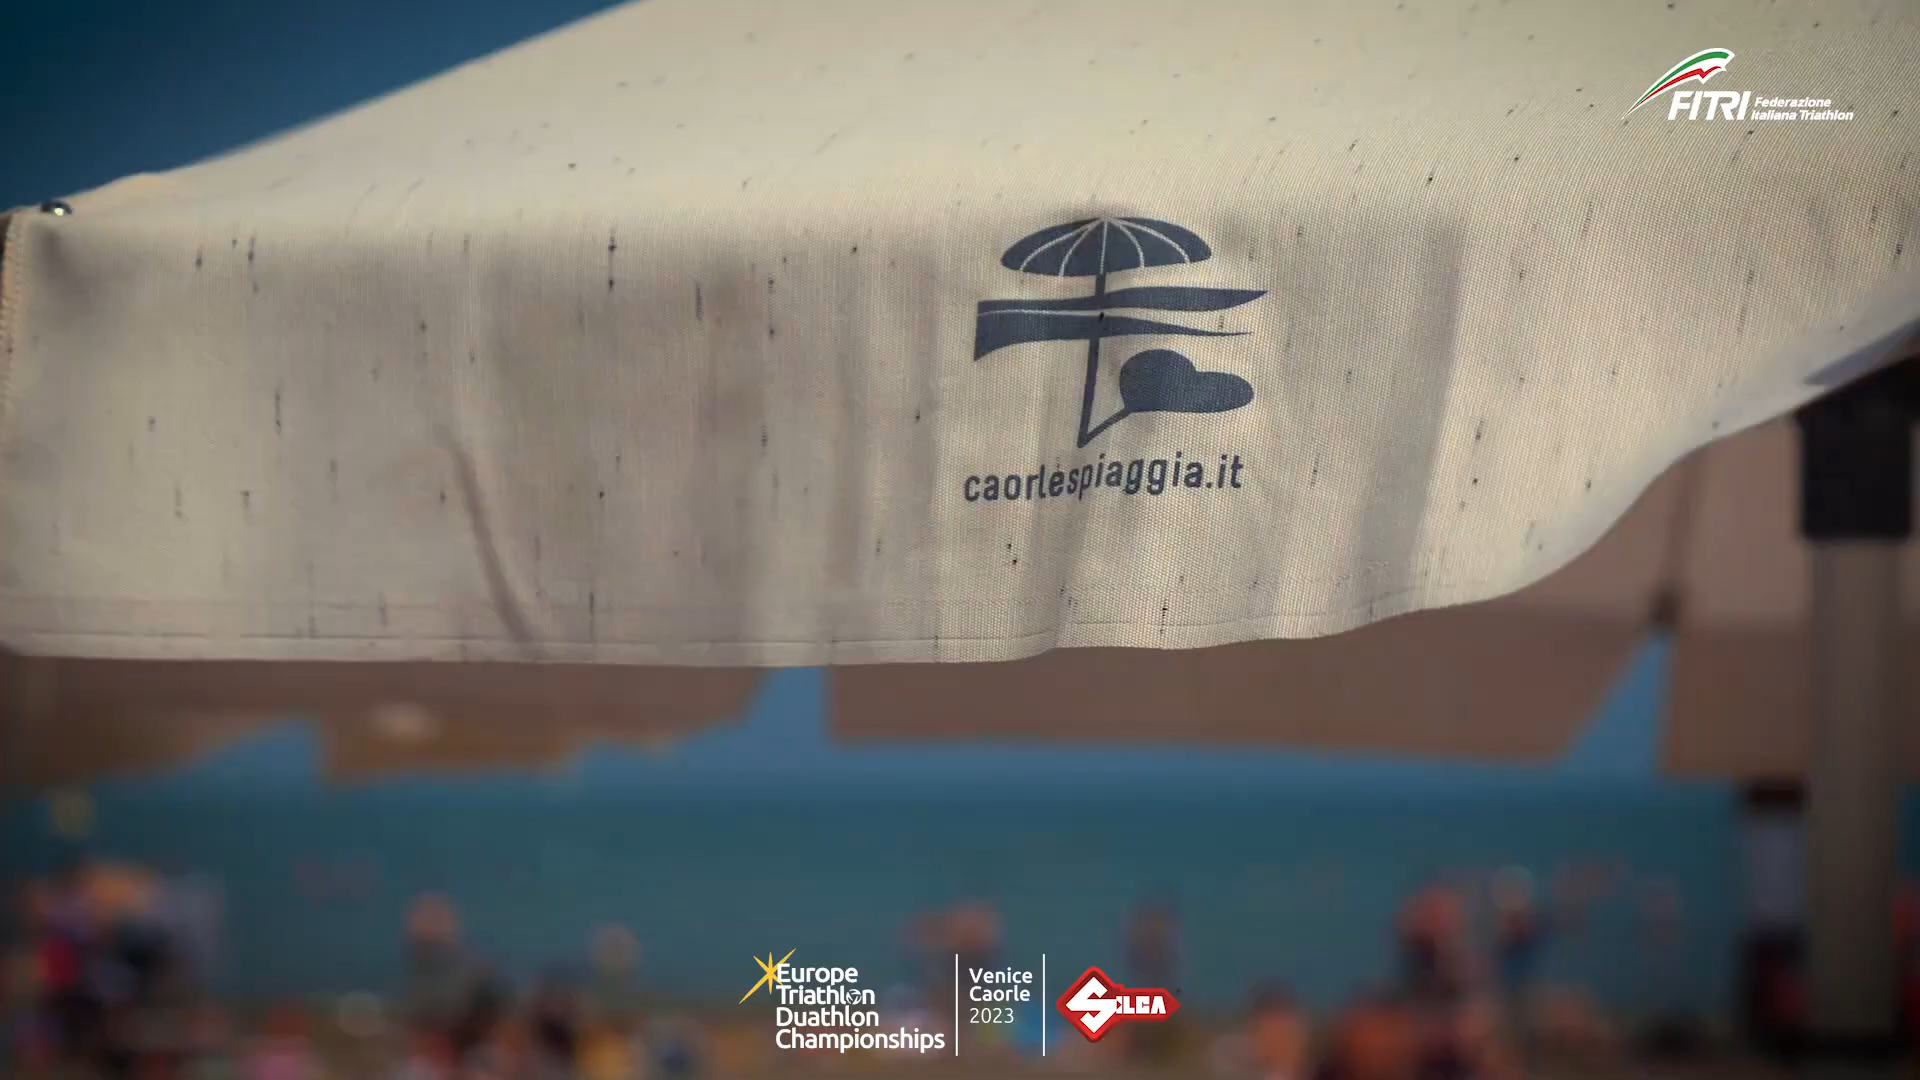 FITRI
Federazione
Italiana Triathlon
caorlespiaggia.it
Europe
Triathlon
Duathlon
Championships
Venice
Caorle
2023
SILCA